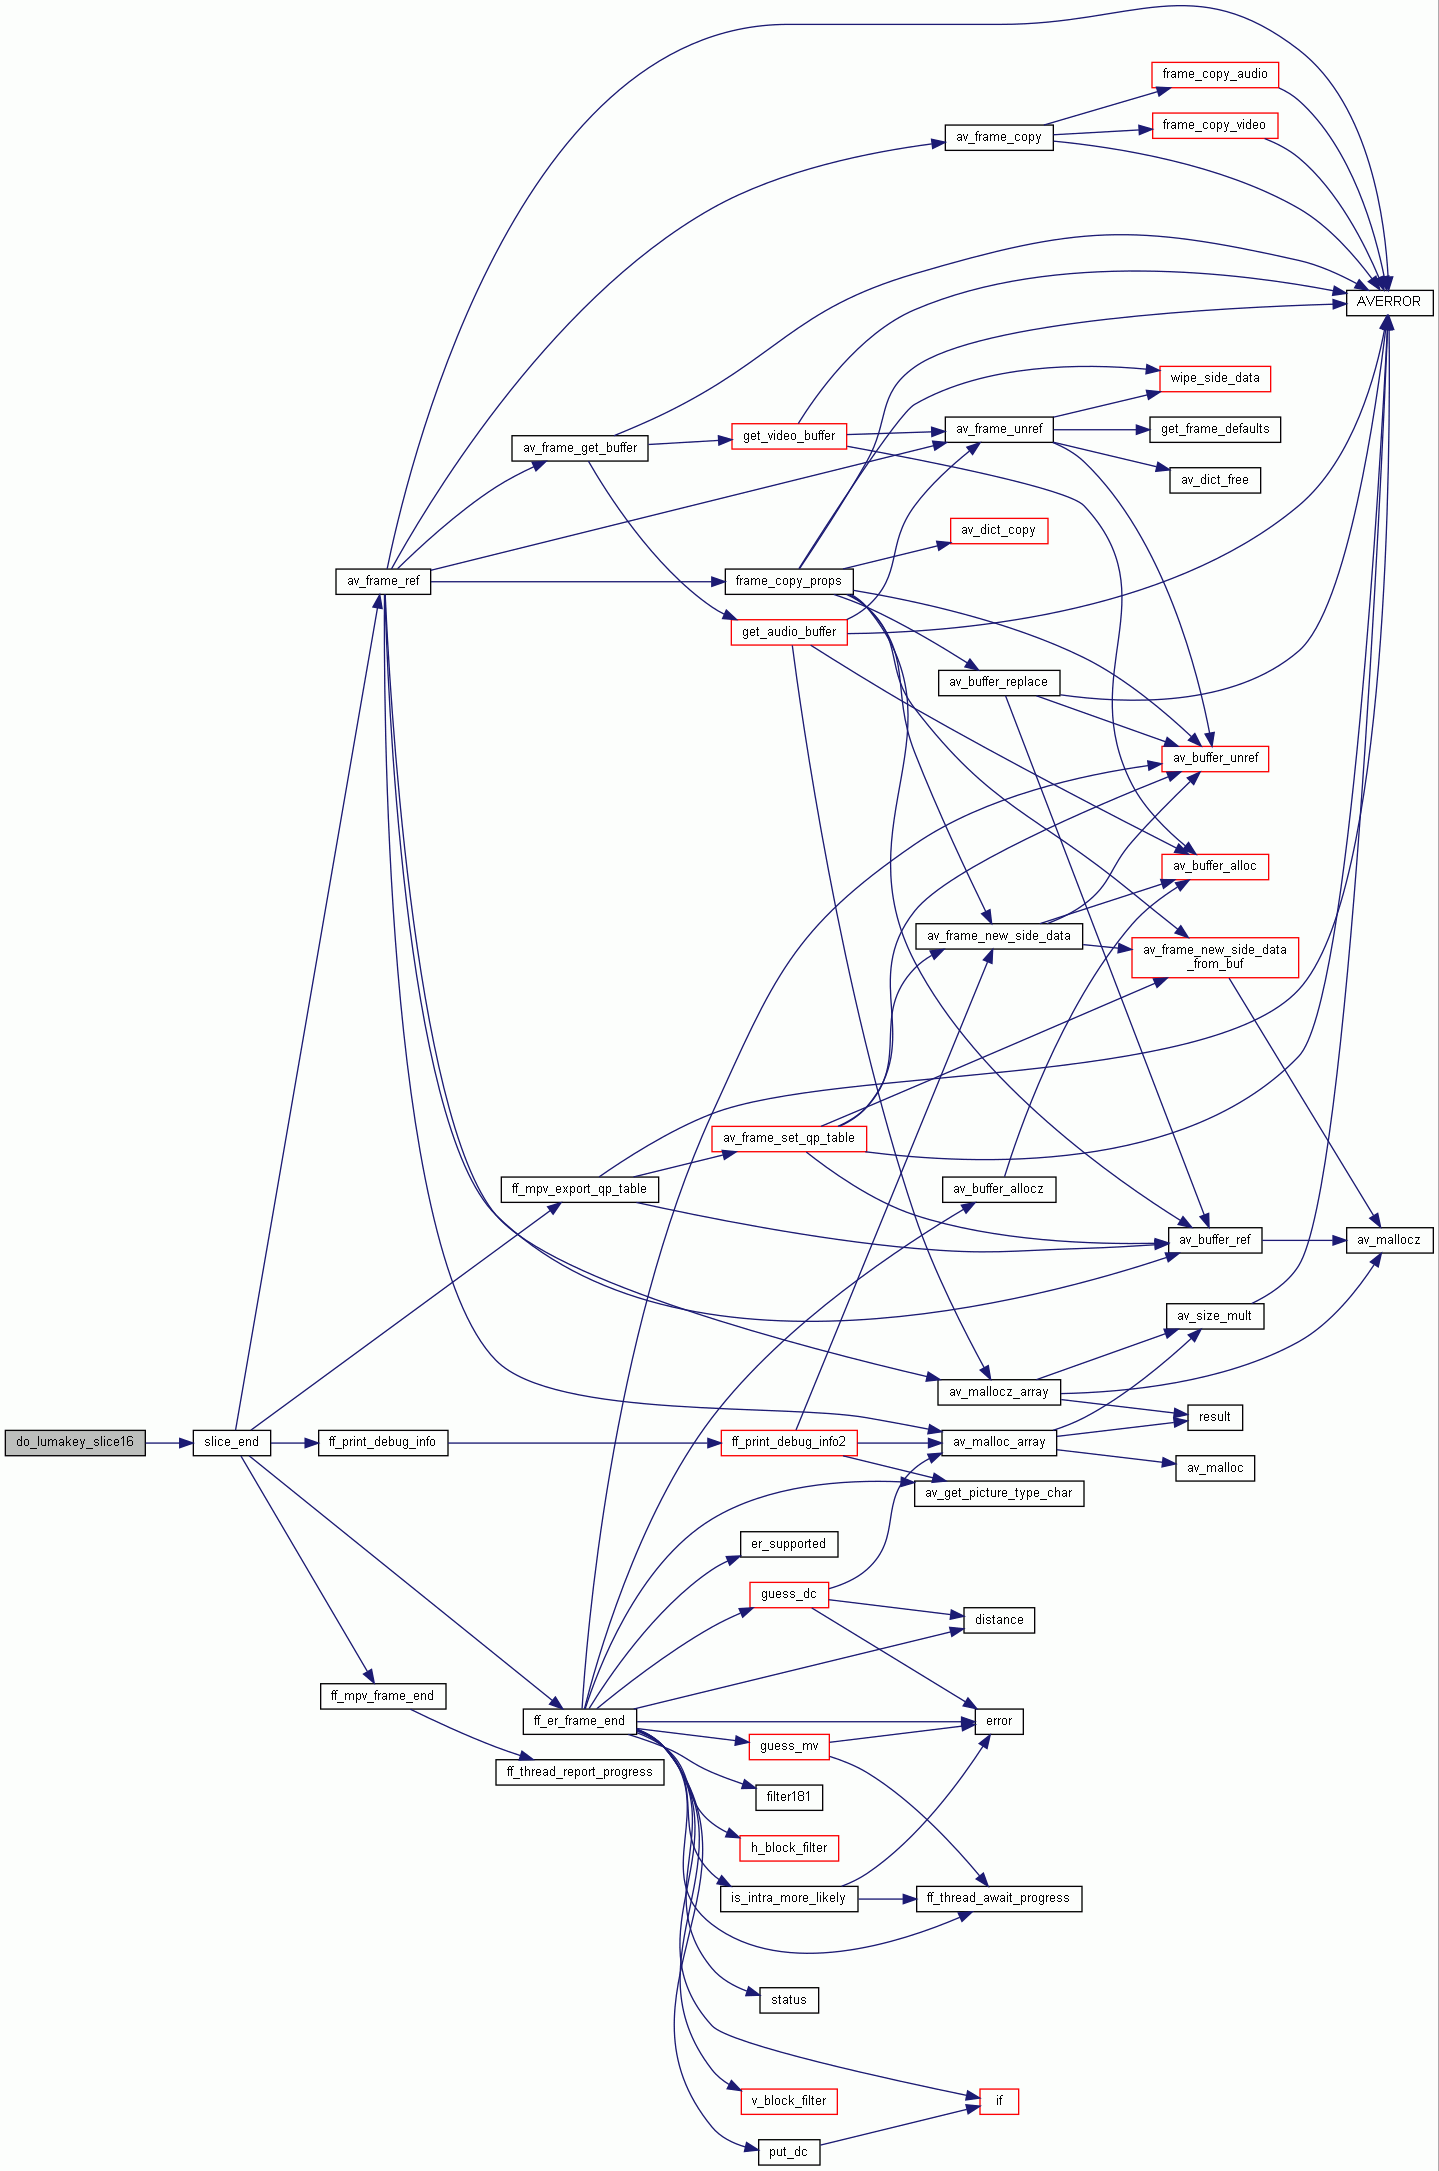 frame_copy_audio
frame_copy_video
av_frame_copy
AVERROR
wipe_side_data
av_frame_unref
get_frame_defaults
get_video_buffer
av_frame_get_buffer
av_dict_free
av_dict_copy
av_frame_ref
frame_copy_props
get_audio_buffer
av_buffer_replace
av_buffer_unref
av_buffer_alloc
av_frame_new_side_data
av_frame_new_side_data
_from_buf
av_frame_set_qp_table
ff_mpv_export_qp_table
av_buffer_allocz
av_buffer_ref
av_mallocz
av_size_mult
av_mallocz_array
result
do_lumakey_slice16
slice_end
ff_print_debug_info
ff_print_debug_info2
av_malloc_array
av_malloc
av_get_picture_type_char
er_supported
guess_dc
distance
ff_mpv_frame_end
ff_er_frame_end
error
guess_mv
ff_thread_report_progress
filter181
h_block_filter
is_intra_more_likely
ff_thread_await_progress
status
v_block_filter
if
put_dc